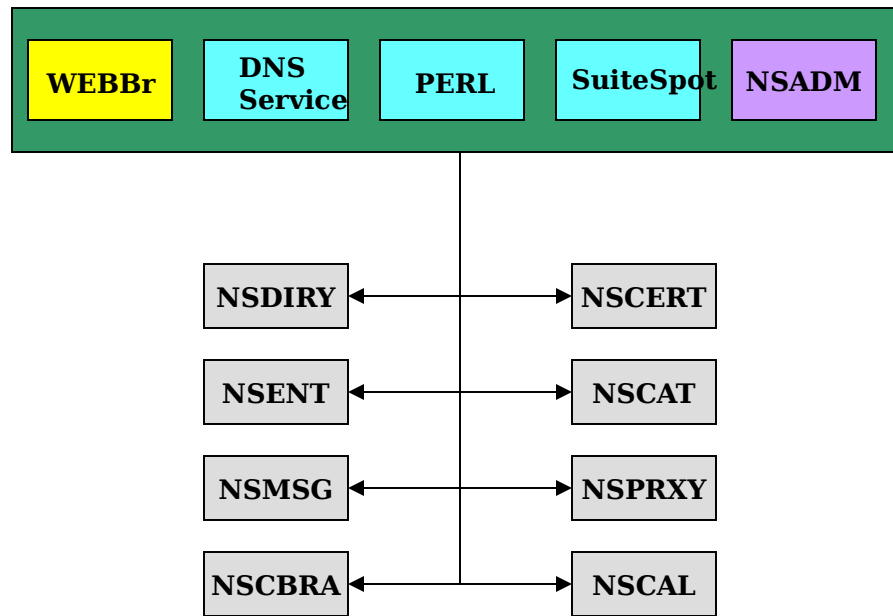 WEBBr
DNS
Service
PERL
SuiteSpot
NSADM
NSDIRY
NSCERT
NSENT
NSCAT
NSMSG
NSPRXY
NSCBRA
NSCAL